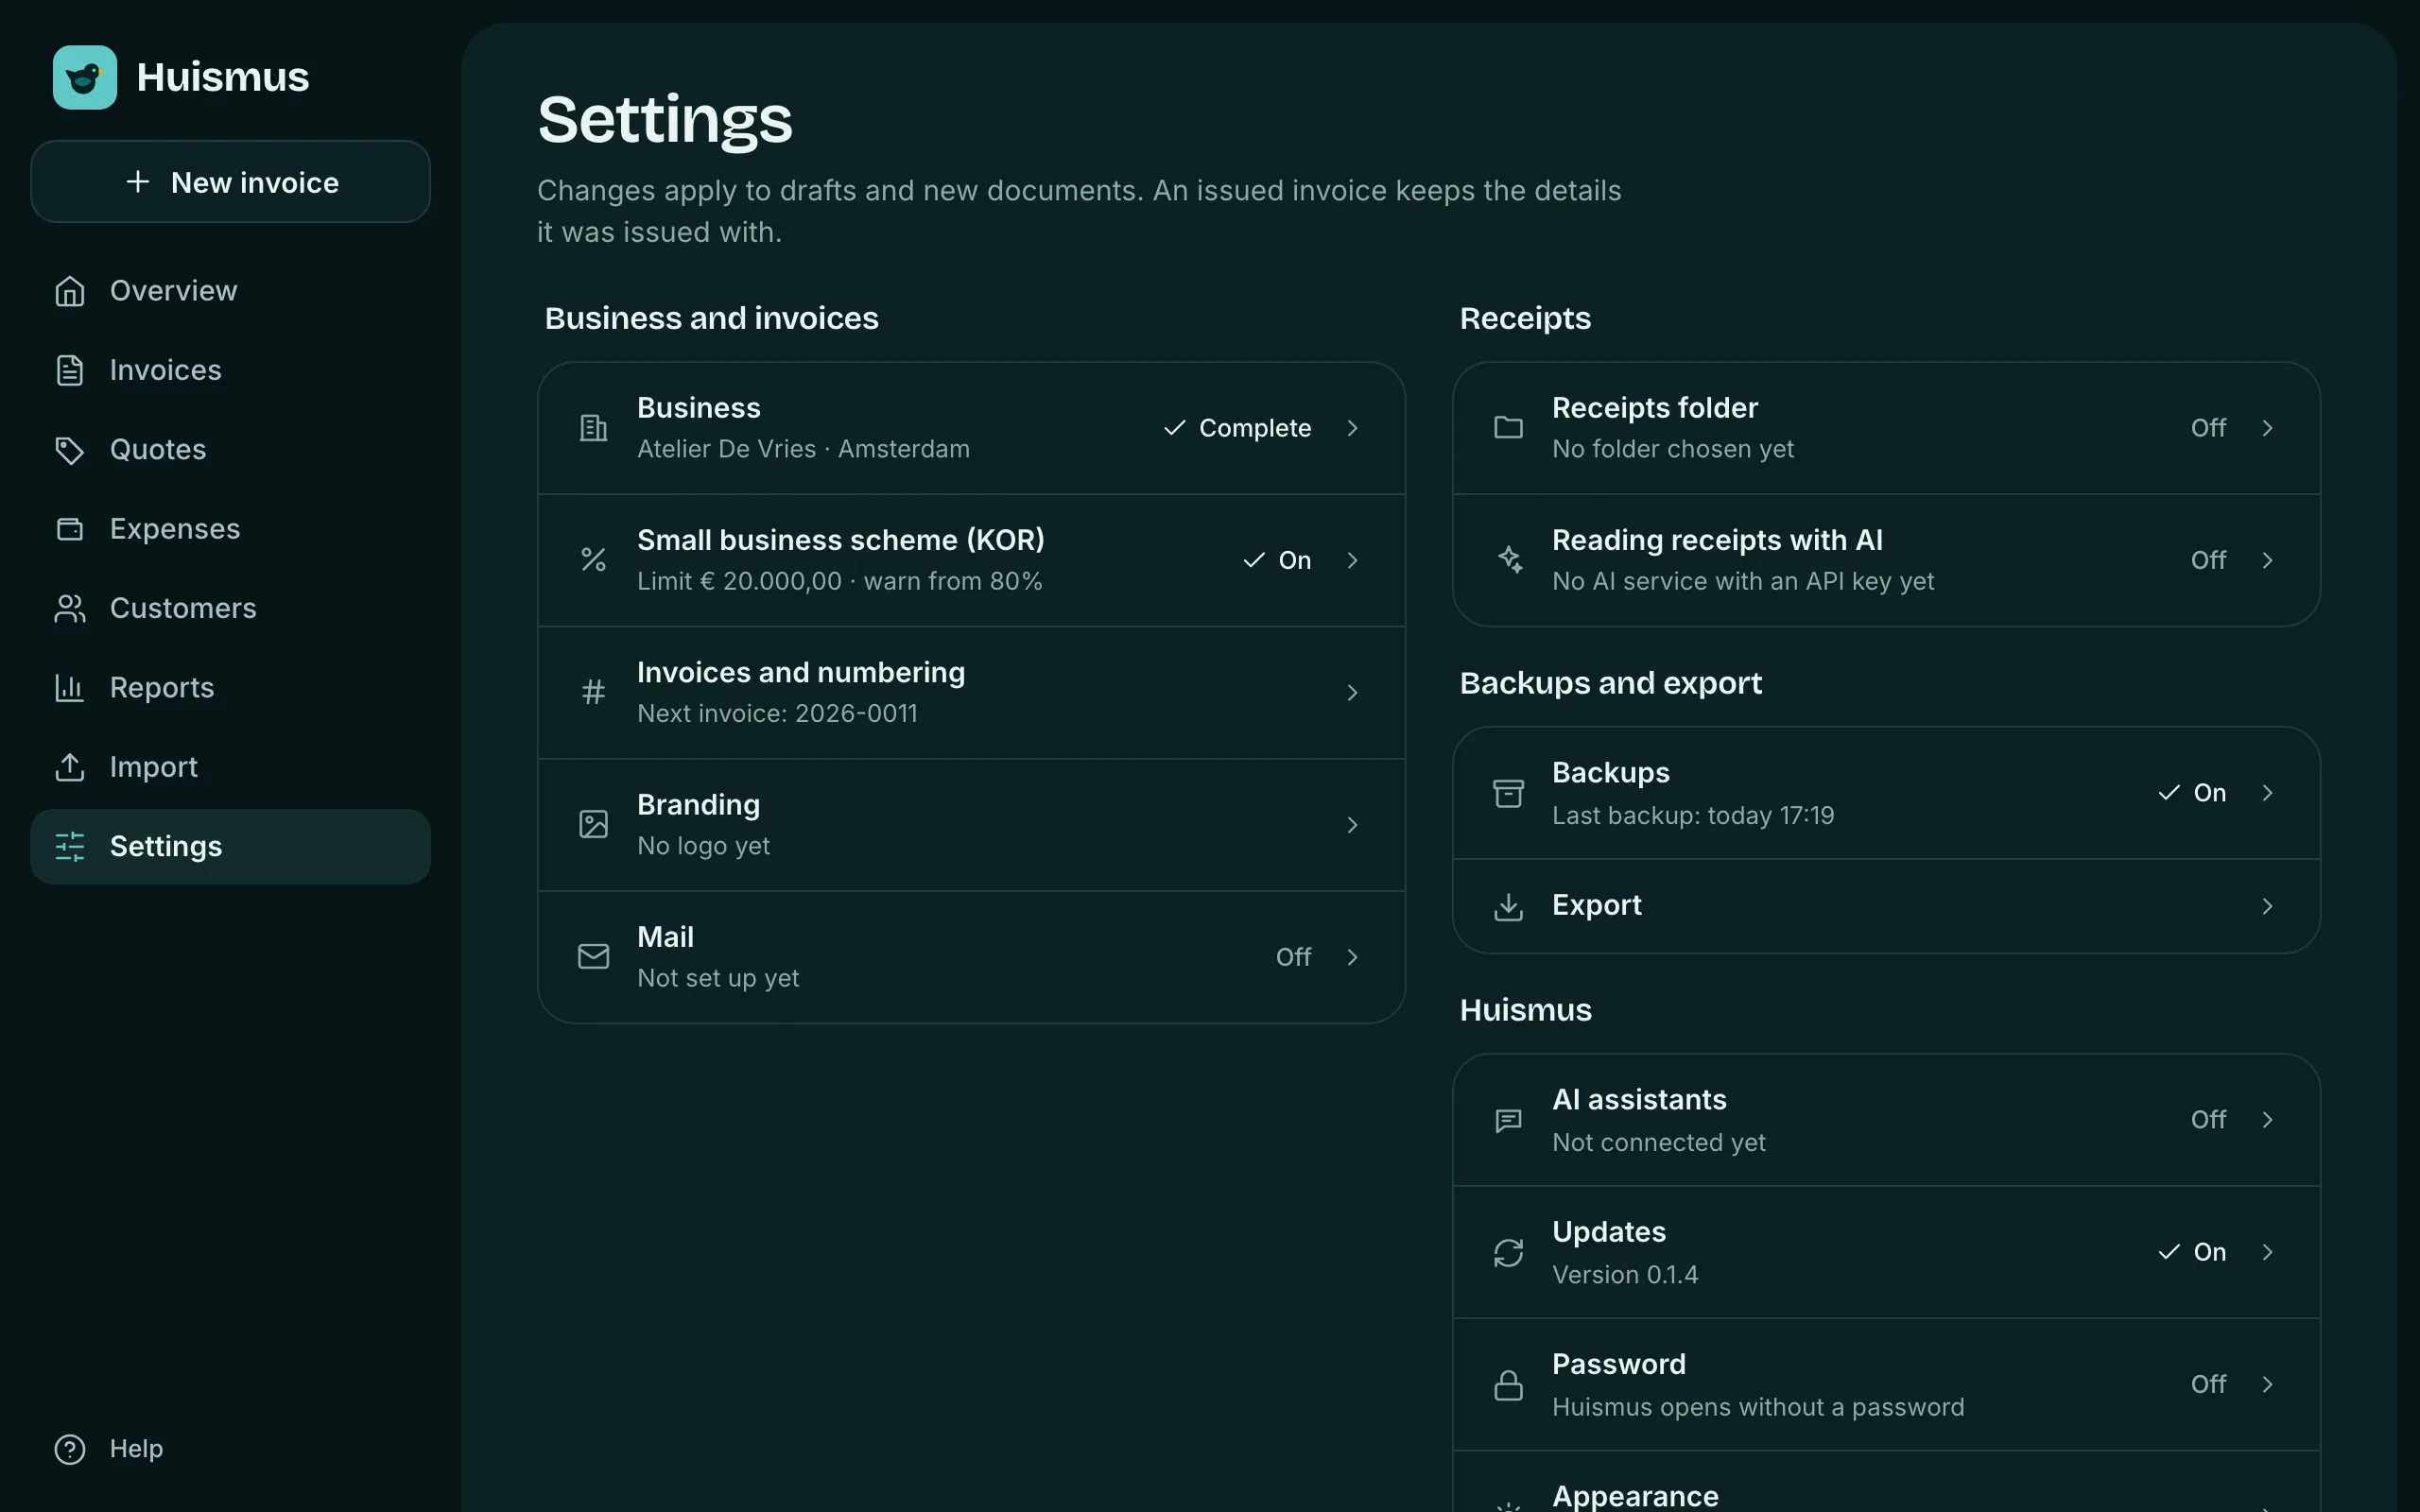 Huismus
New invoice
Overview
Invoices
Quotes
Expenses
Customers
Reports
Import
Settings
Help
Settings
Changes apply to drafts and new documents. An issued invoice keeps the details
it was issued with.
Business and invoices
Business
Atelier De Vries · Amsterdam
Complete
Small business scheme (KOR)
Limit € 20.000,00 · warn from 80%
On
Invoices and numbering
Next invoice: 2026-0011
Branding
No logo yet
Mail
Not set up yet
Off
Receipts
Receipts folder
No folder chosen yet
Off
Reading receipts with AI
No AI service with an API key yet
Off
Backups and export
Backups
Last backup: today 17:19
On
Export
Huismus
AI assistants
Not connected yet
Off
Updates
Version 0.1.4
On
Password
Huismus opens without a password
Off
Appearance